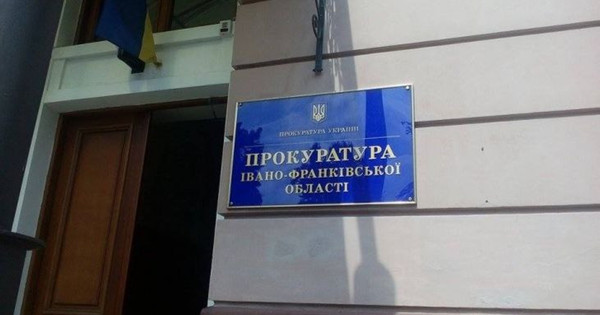 ПРОКУРАТУРА УКРАЇНИ
ПРОКУРАТУРА
ІВАНО-ФРАНКІВСЬКОЇ
ОБЛАСТІ